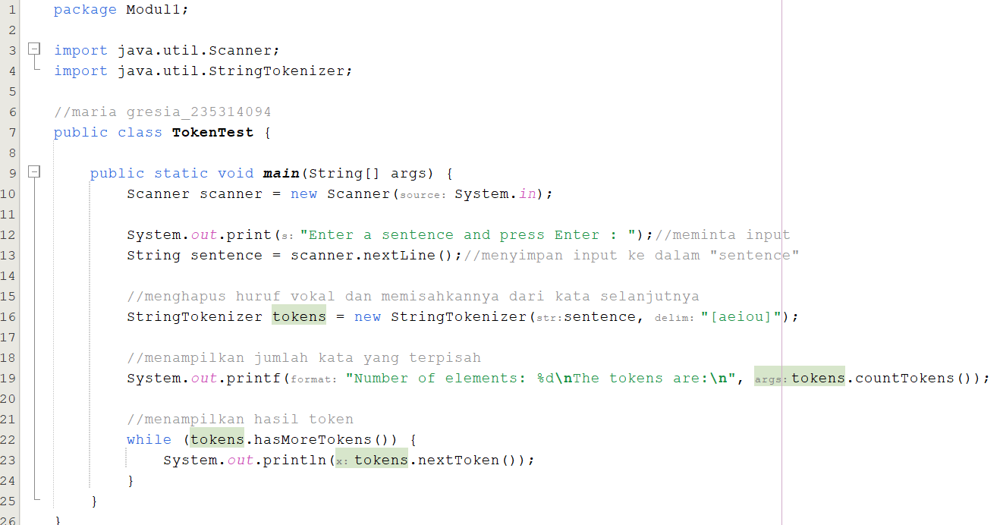 1 package Modul1;
2
3 import java.util.Scanner;
4 import java.util.StringTokenizer;
5
6 //maria gresia_235314094
7 public class TokenTest {
8
9 public static void main(String[] args) {
10 Scanner scanner = new Scanner(source: System.in);
11
12 System.out.print(s: "Enter a sentence and press Enter : ");//meminta input
13 String sentence = scanner.nextLine();//menyimpan input ke dalam "sentence"
14
15 //menghapus huruf vokal dan memisahkannya dari kata selanjutnya
16 StringTokenizer tokens = new StringTokenizer(str:sentence, delim: "[aeiou]");
17
18 //menampilkan jumlah kata yang terpisah
19 System.out.printf(format: "Number of elements: %d\nThe tokens are:\n", args: tokens.countTokens());
20
21 //menampilkan hasil token
22 while (tokens.hasMoreTokens()) {
23 System.out.println(x: tokens.nextToken());
24 }
25 }
26 }